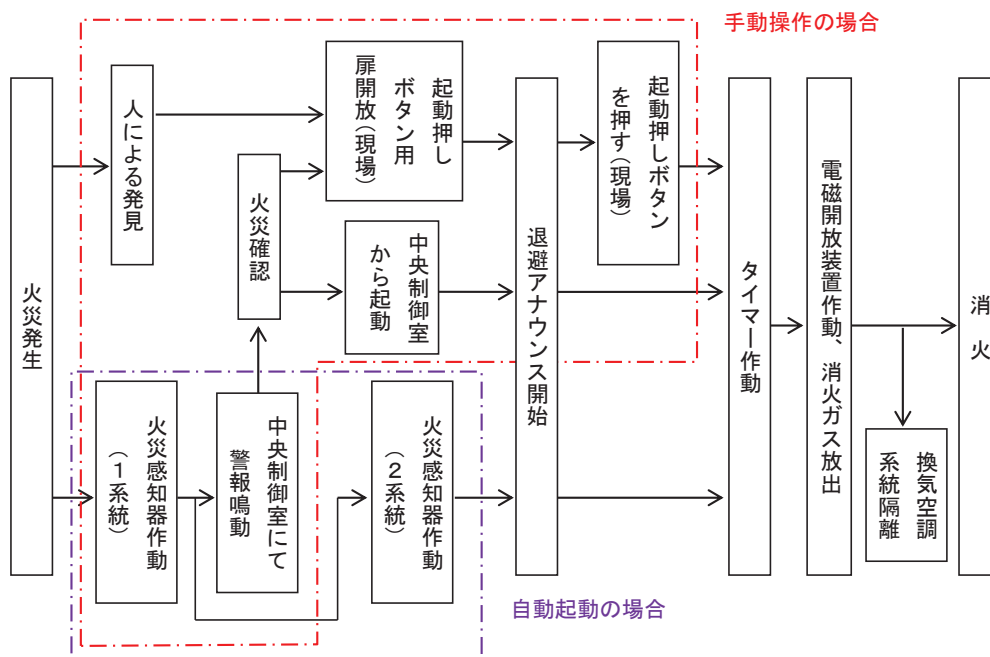 手動操作の場合
火災発生
人による発見
火災確認
起動押し
ボタン用
扉開放(現場)
中央制御室
から起動
火災感知器作動
(1系統)
中央制御室にて
警報鳴動
火災感知器作動
(2系統)
退避アナウンス開始
起動押しボタン
を押す(現場)
タイマー作動
電磁開放装置作動、消火ガス放出
換気空調
系統隔離
消火
自動起動の場合